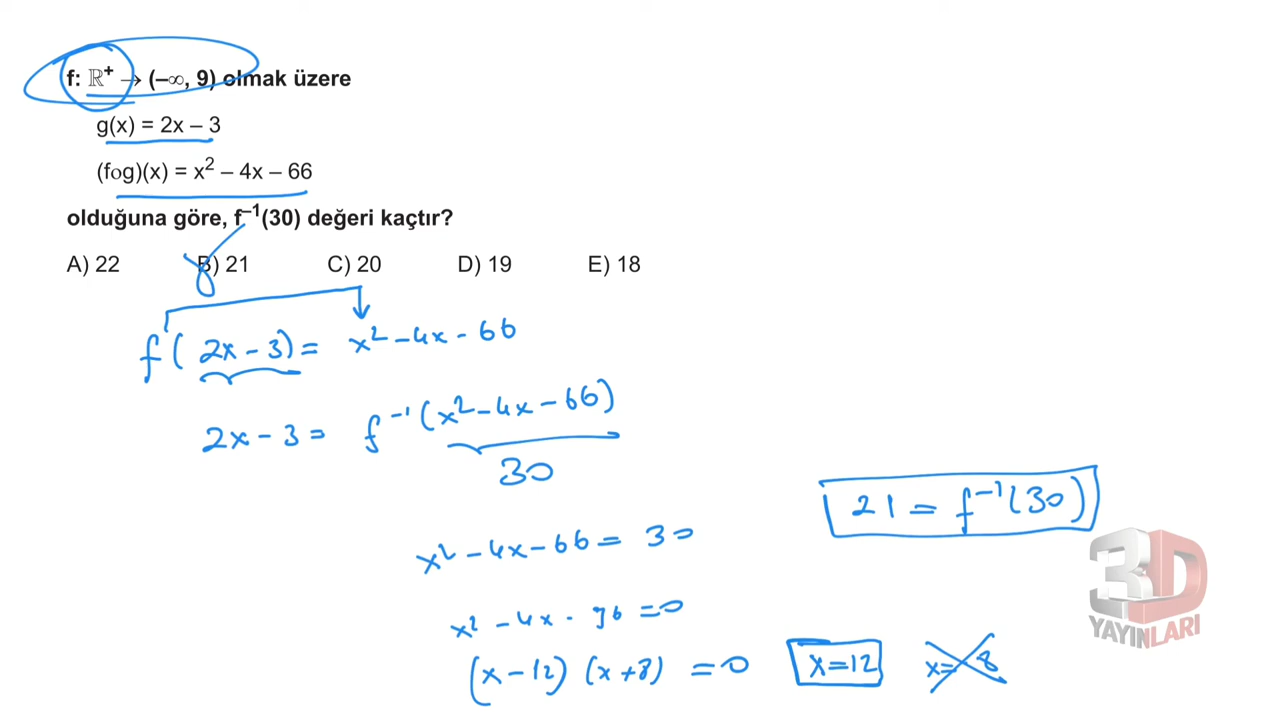 f: ℝ⁺ → (–∞, 9) olmak üzere
g(x) = 2x – 3
(fog)(x) = x² – 4x – 66
olduğuna göre, f⁻¹(30) değeri kaçtır?
A) 22 B) 21 C) 20 D) 19 E) 18
f(2x – 3) = x² – 4x – 66
2x – 3 = f⁻¹(x² – 4x – 66)
30
21 = f⁻¹(30)
x² – 4x – 66 = 30
x² – 4x - 96 = 0
(x – 12) (x + 8) = 0 x = 12 x = – 8
3D
YAYINLARI